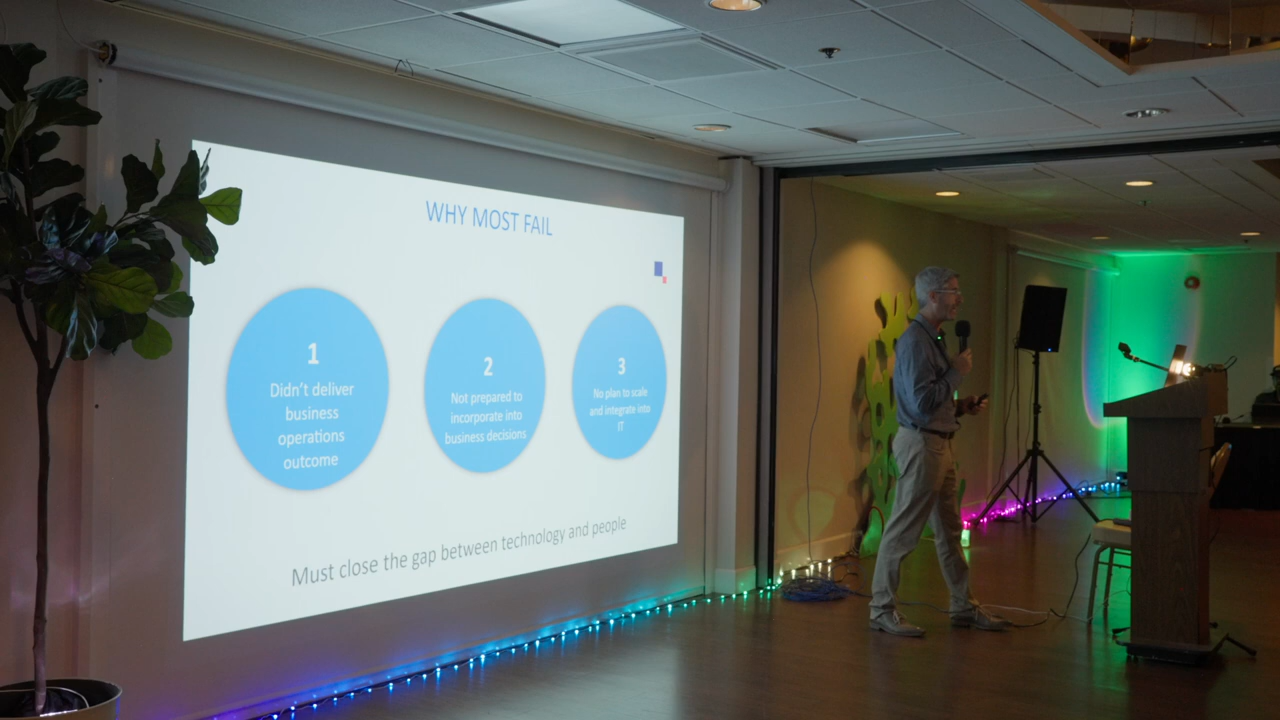 WHY MOST FAIL
1
Didn't deliver
business
operations
outcome
2
Not prepared to
incorporate into
business decisions
3
No plan to scale
and integrate into
IT
Must close the gap between technology and people